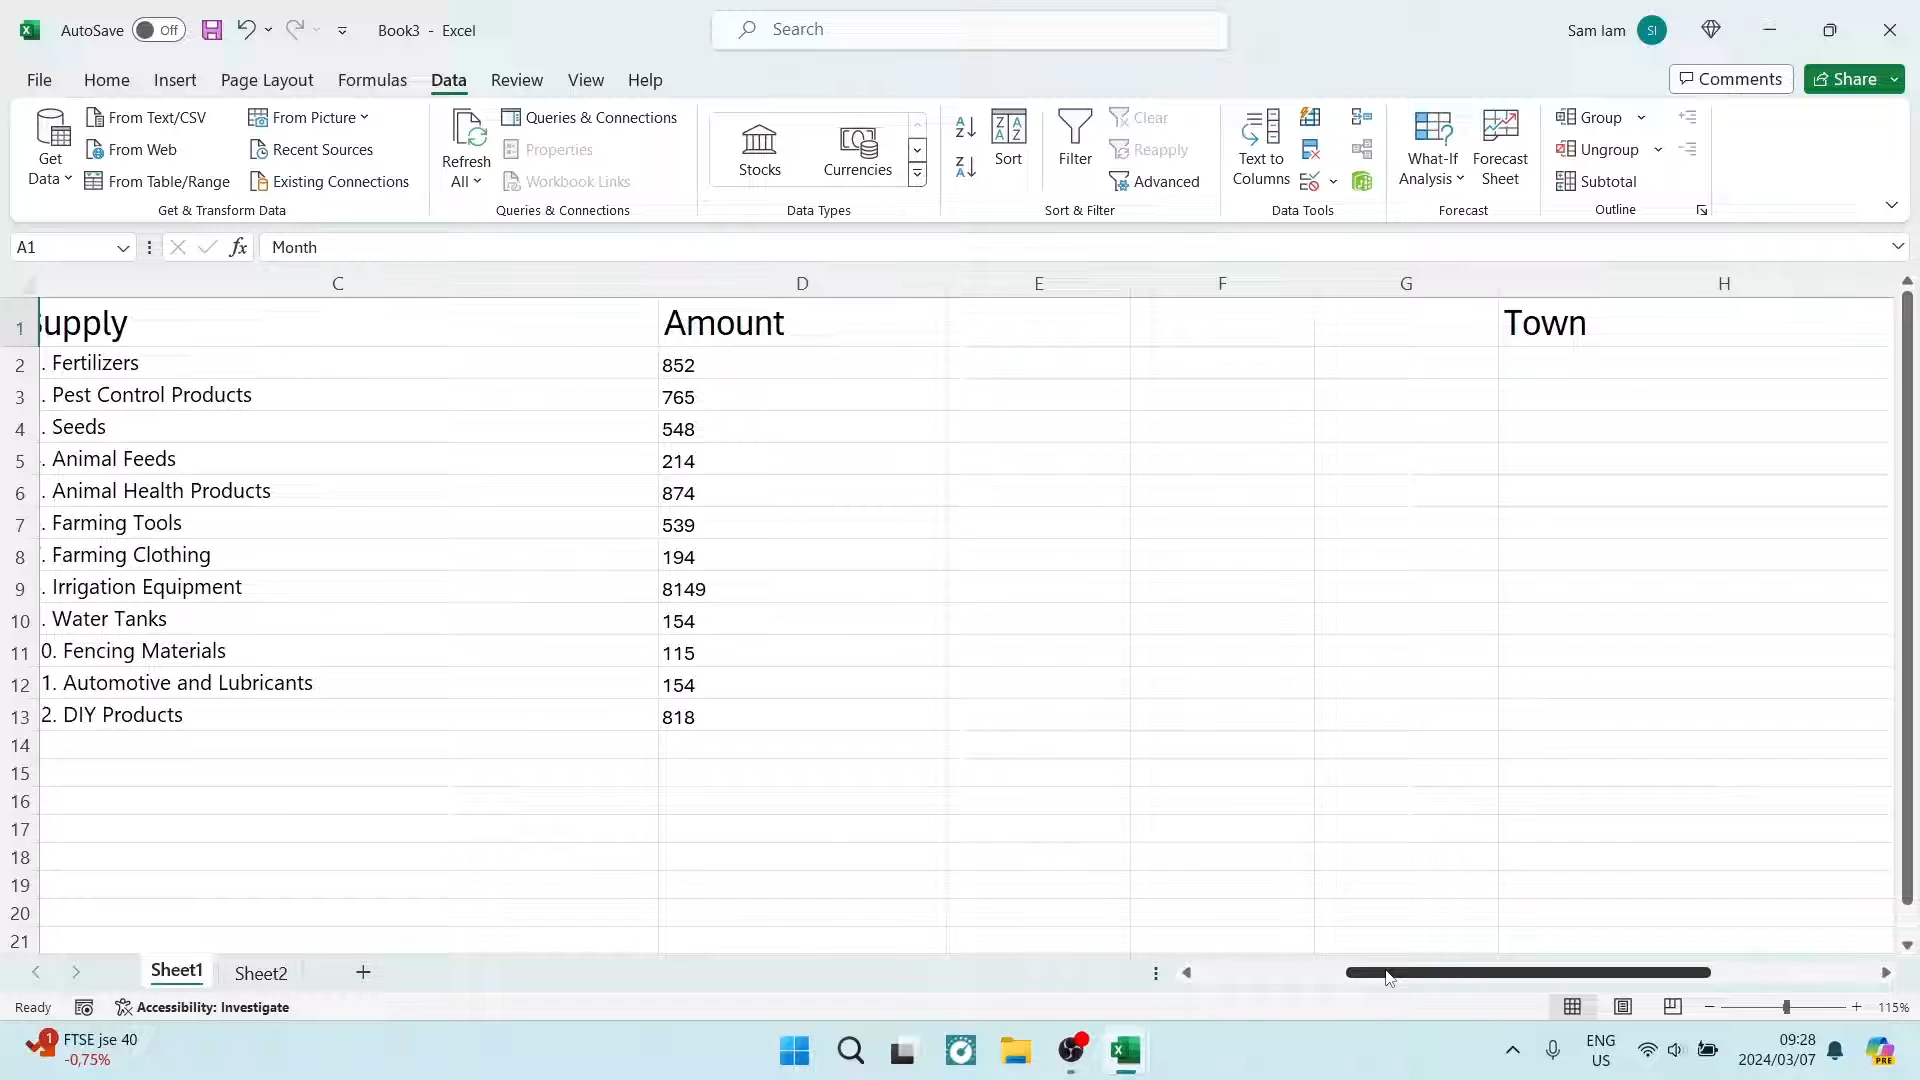 AutoSave Off Book3 - Excel Search Sam Iam SI
File Home Insert Page Layout Formulas Data Review View Help Comments Share
Get Data
From Text/CSV
From Web
From Table/Range
From Picture
Recent Sources
Existing Connections
Get & Transform Data
Refresh All
Queries & Connections
Properties
Workbook Links
Queries & Connections
Stocks
Currencies
Data Types
Sort
Filter
Clear
Reapply
Advanced
Sort & Filter
Text to Columns
Data Tools
What-If Analysis
Forecast Sheet
Forecast
Group
Ungroup
Subtotal
Outline
A1 fx Month
C D E F G H
1 Supply Amount Town
2 . Fertilizers 852
3 . Pest Control Products 765
4 . Seeds 548
5 . Animal Feeds 214
6 . Animal Health Products 874
7 . Farming Tools 539
8 . Farming Clothing 194
9 . Irrigation Equipment 8149
10 . Water Tanks 154
11 0. Fencing Materials 115
12 1. Automotive and Lubricants 154
13 2. DIY Products 818
14
15
16
17
18
19
20
21
Sheet1 Sheet2 +
Ready Accessibility: Investigate 115%
1 FTSE jse 40
-0,75%
ENG
US
09:28
2024/03/07
PRE